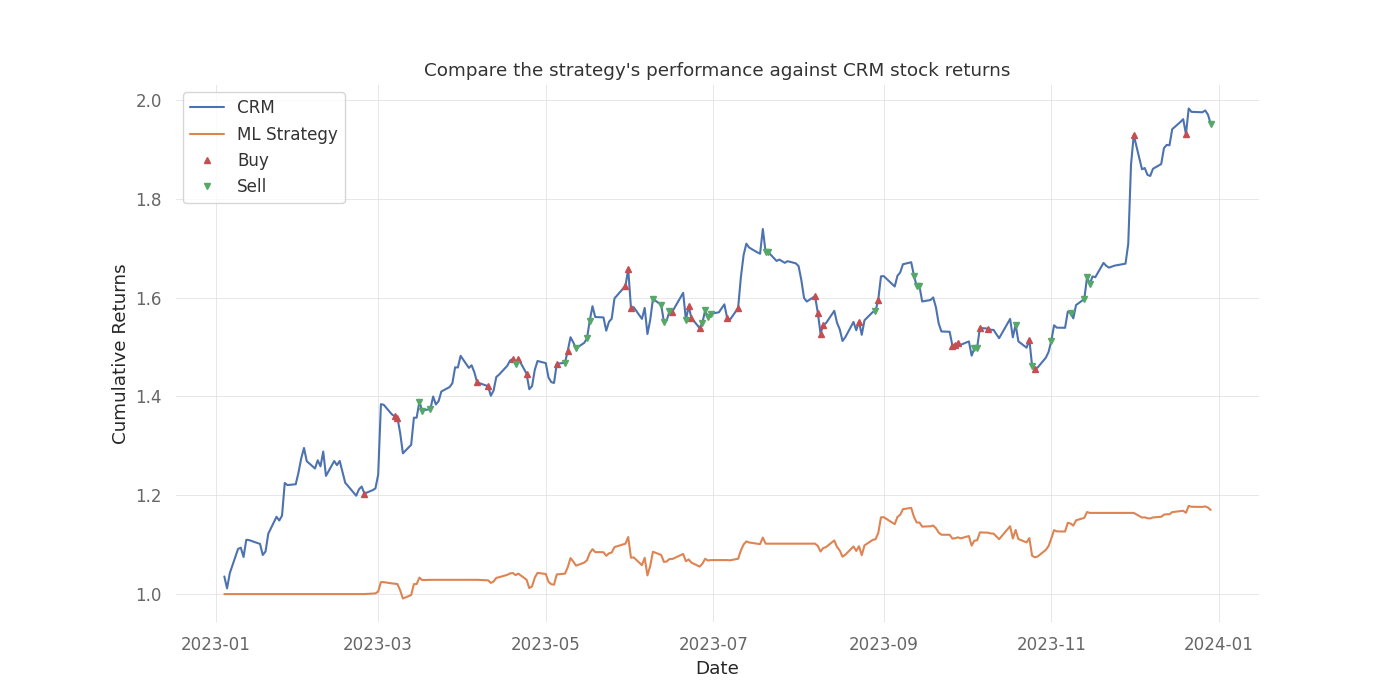 Compare the strategy's performance against CRM stock returns
CRM
ML Strategy
Buy
Sell
Cumulative Returns
2.0
1.8
1.6
1.4
1.2
1.0
2023-01 2023-03 2023-05 2023-07 2023-09 2023-11 2024-01
Date